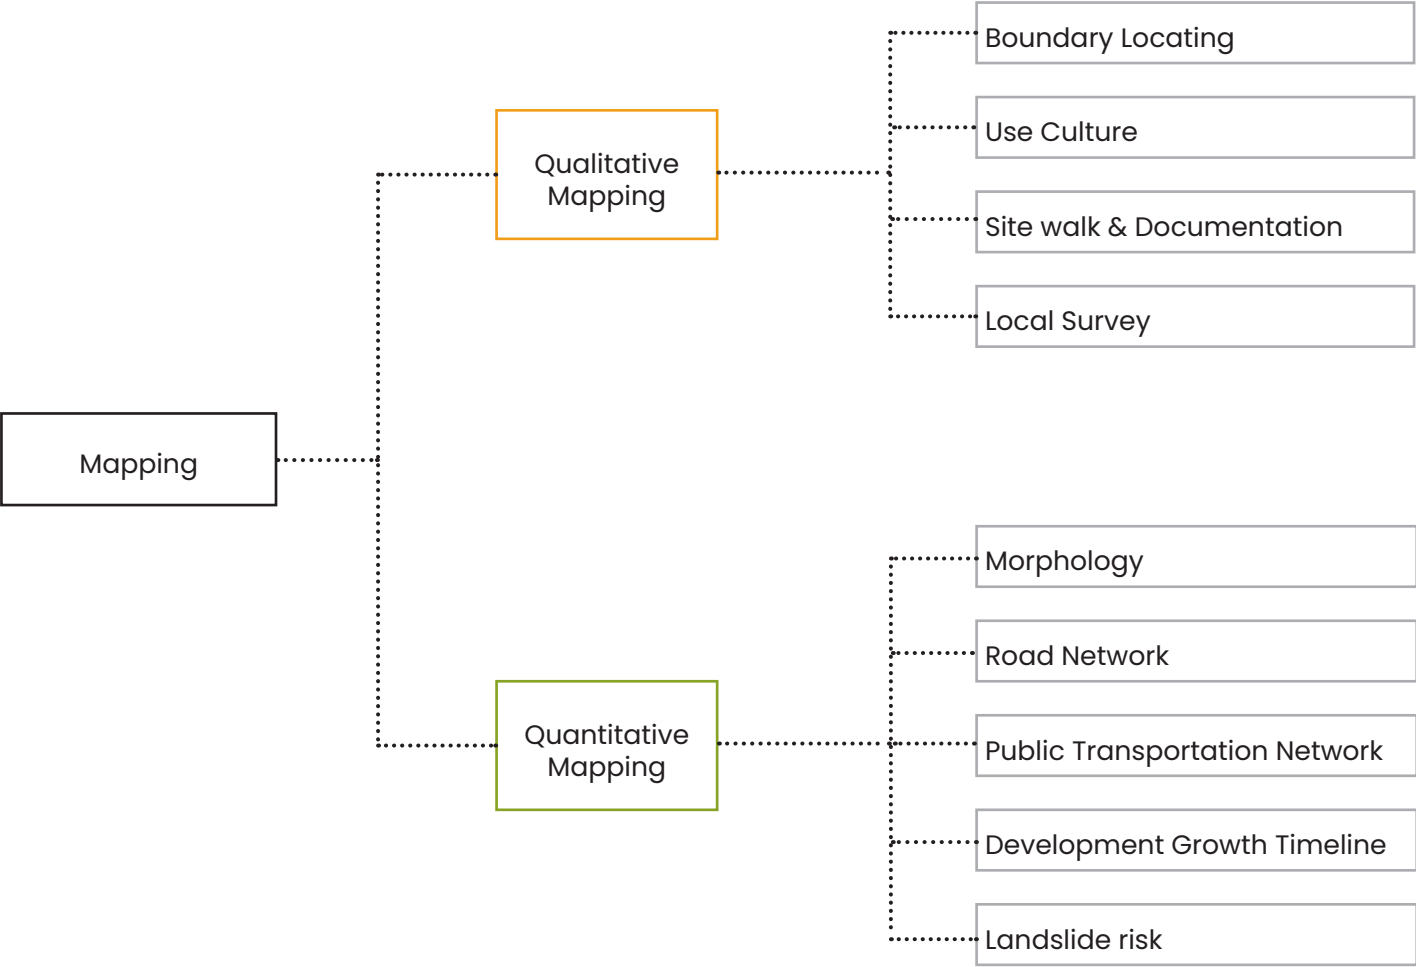 Mapping
Qualitative
Mapping
Boundary Locating
Use Culture
Site walk & Documentation
Local Survey
Quantitative
Mapping
Morphology
Road Network
Public Transportation Network
Development Growth Timeline
Landslide risk